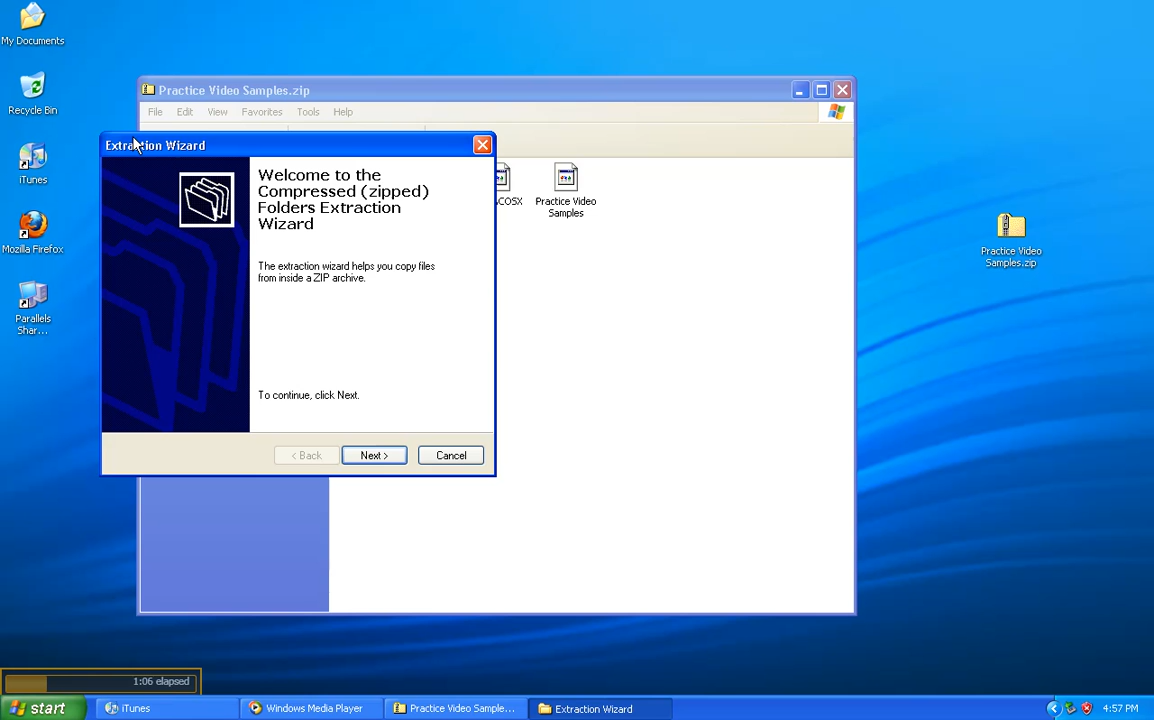 My Documents
Recycle Bin
iTunes
Mozilla Firefox
Parallels
Shar...
Practice Video Samples.zip
File Edit View Favorites Tools Help
Extraction Wizard
Welcome to the
Compressed (zipped)
Folders Extraction
Wizard
The extraction wizard helps you copy files
from inside a ZIP archive.
To continue, click Next.
< Back Next > Cancel
Practice Video
Samples
Practice Video
Samples.zip
1:06 elapsed
start iTunes Windows Media Player Practice Video Sample... Extraction Wizard 4:57 PM